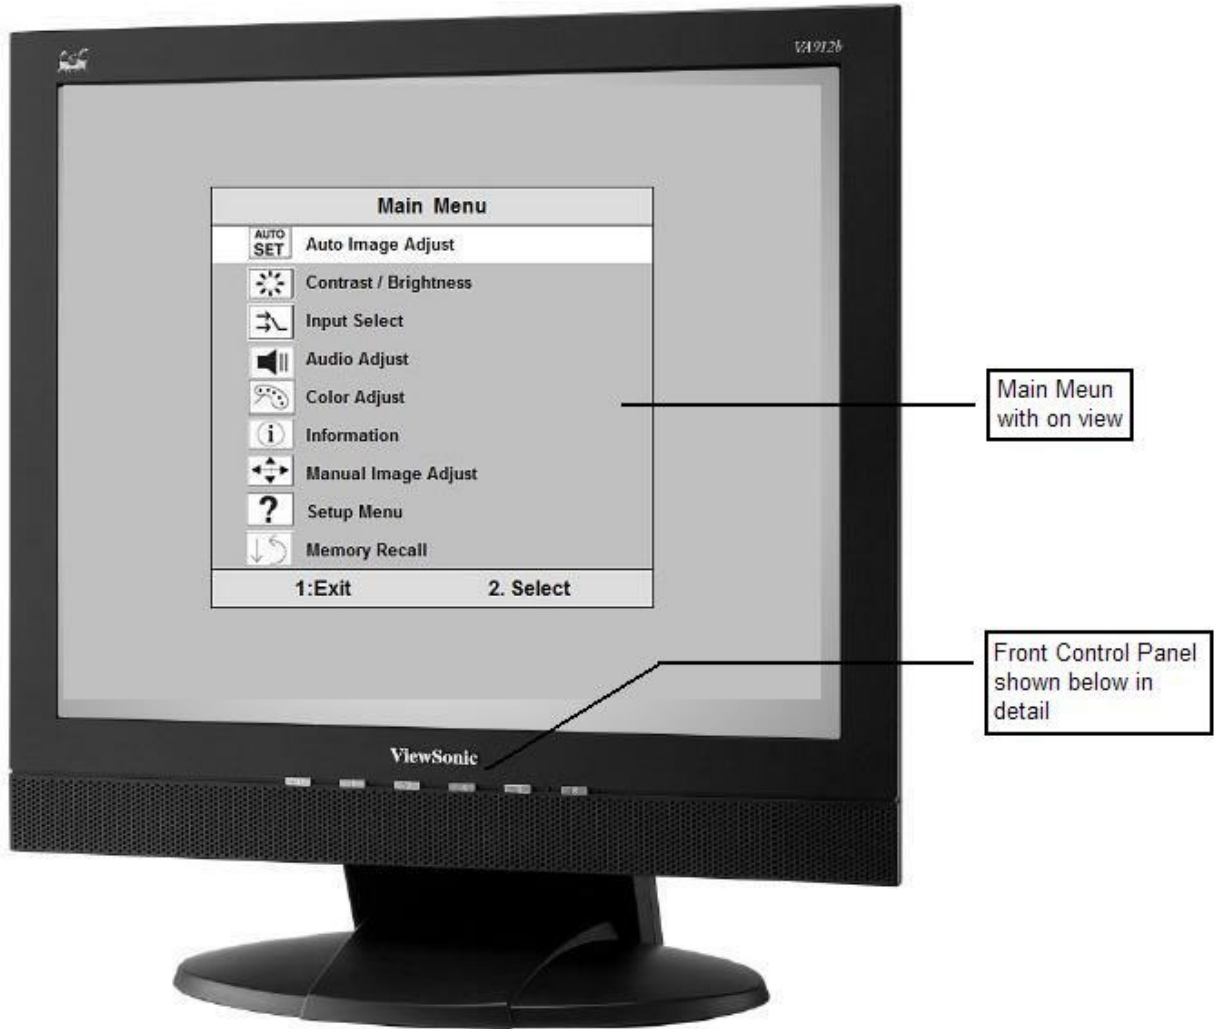 VA912b
Main Menu
AUTO
SET
Auto Image Adjust
Contrast / Brightness
Input Select
Audio Adjust
Color Adjust
i
Information
Manual Image Adjust
?
Setup Menu
Memory Recall
1:Exit 2. Select
Main Meun
with on view
Front Control Panel
shown below in
detail
ViewSonic